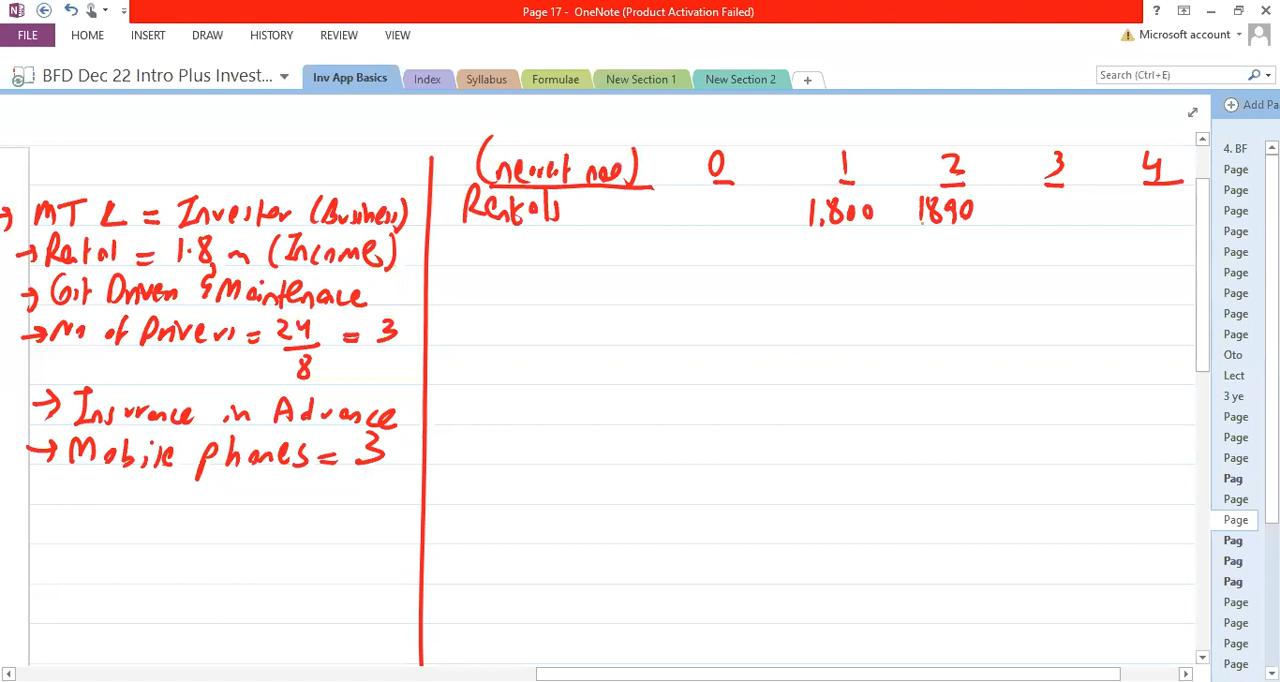 Page 17 - OneNote (Product Activation Failed)
FILE HOME INSERT DRAW HISTORY REVIEW VIEW
Microsoft account
BFD Dec 22 Intro Plus Invest...
Inv App Basics Index Syllabus Formulae New Section 1 New Section 2
Search (Ctrl+E)
Add Pa
(nearest 000) 0 1 2 3 4
Rentals 1,800 1890
→ MTL = Investor (Business)
→ Rental = 1.8 m (Income)
→ Cost Driven & Maintenace
→ No of Drivers = 24/8 = 3
→ Insurance in Advance
→ Mobile phones = 3
4. BF
Page
Page
Page
Page
Page
Page
Page
Page
Page
Oto
Lect
3 ye
Page
Page
Page
Pag
Page
Page
Pag
Pag
Pag
Page
Page
Page
Page